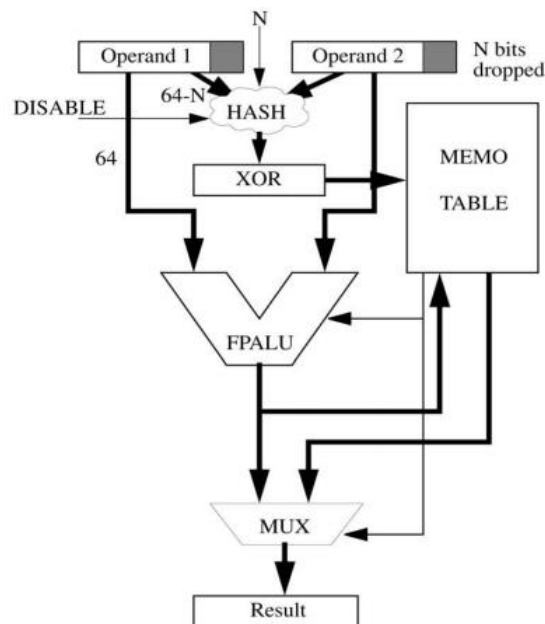 N
Operand 1
Operand 2
N bits
dropped
64-N
DISABLE
HASH
64
XOR
MEMO
TABLE
FPALU
MUX
Result